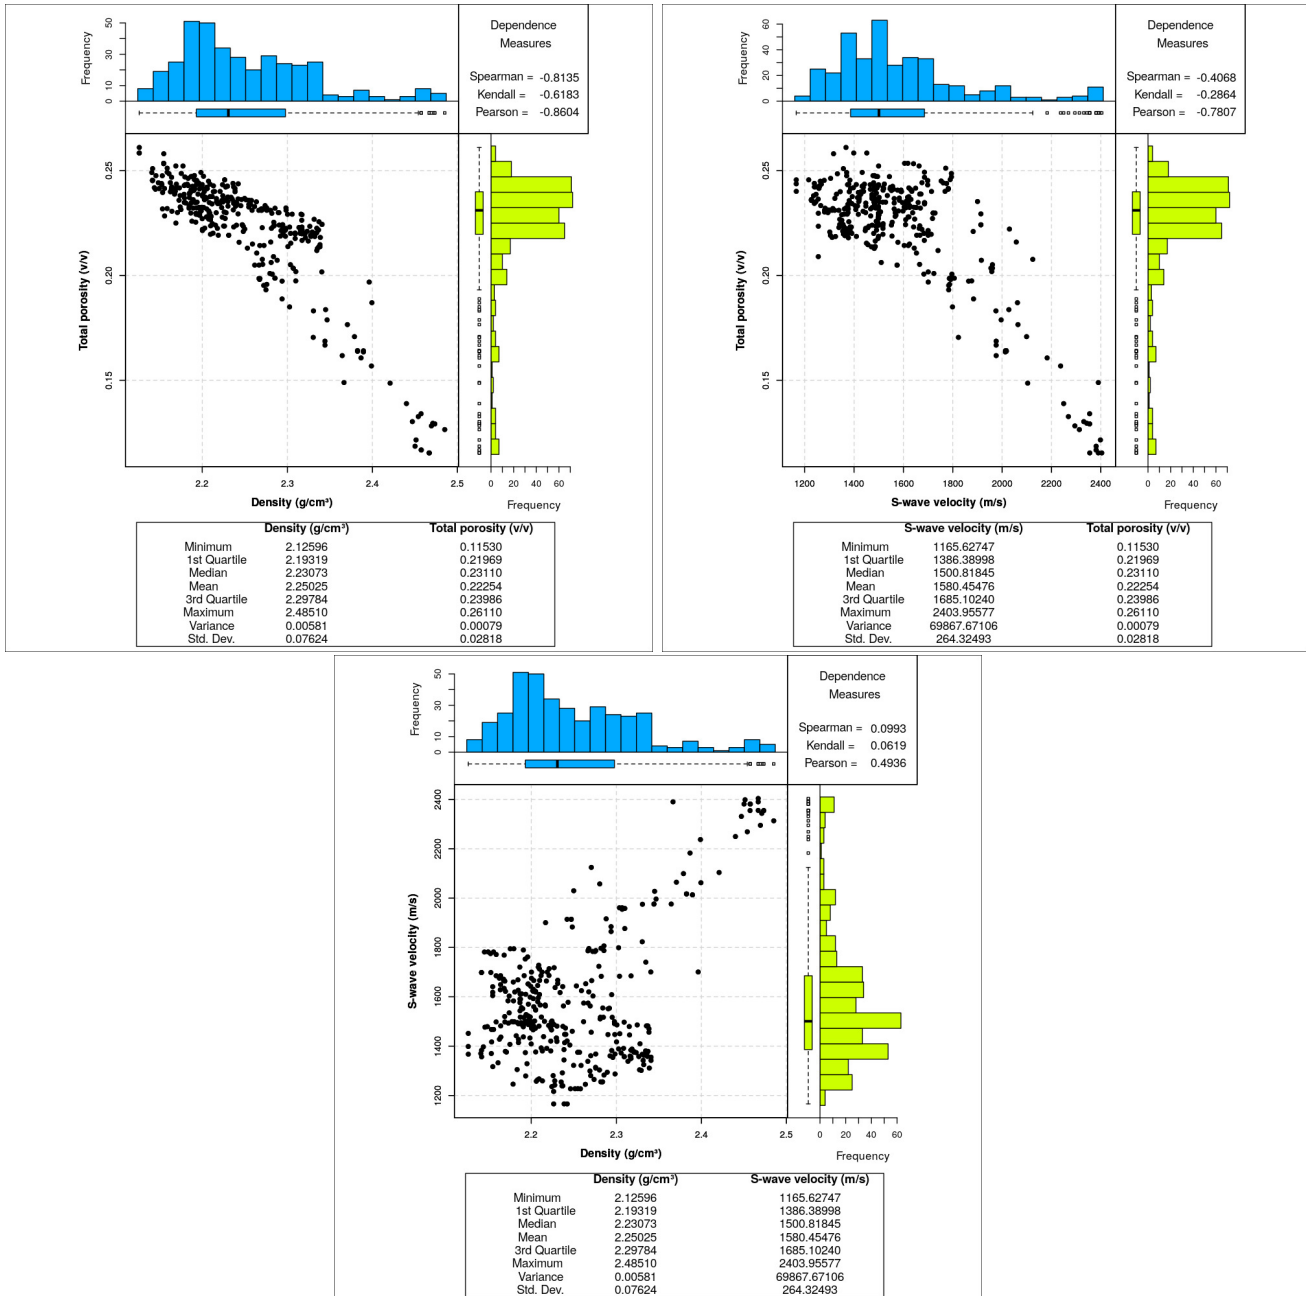 Dependence
Measures
Spearman = -0.8135
Kendall = -0.6183
Pearson = -0.8604
Frequency
0 10 30 50
Total porosity (v/v)
0.15 0.20 0.25
2.2 2.3 2.4 2.5
Density (g/cm³)
0 20 40 60
Frequency
Density (g/cm³) Total porosity (v/v)
Minimum 2.12596 0.11530
1st Quartile 2.19319 0.21969
Median 2.23073 0.23110
Mean 2.25025 0.22254
3rd Quartile 2.29784 0.23986
Maximum 2.48510 0.26110
Variance 0.00581 0.00079
Std. Dev. 0.07624 0.02818
Dependence
Measures
Spearman = -0.4068
Kendall = -0.2864
Pearson = -0.7807
Frequency
0 20 40 60
Total porosity (v/v)
0.15 0.20 0.25
1200 1400 1600 1800 2000 2200 2400
S-wave velocity (m/s)
0 20 40 60
Frequency
S-wave velocity (m/s) Total porosity (v/v)
Minimum 1165.62747 0.11530
1st Quartile 1386.38998 0.21969
Median 1500.81845 0.23110
Mean 1580.45476 0.22254
3rd Quartile 1685.10240 0.23986
Maximum 2403.95577 0.26110
Variance 69867.67106 0.00079
Std. Dev. 264.32493 0.02818
Dependence
Measures
Spearman = 0.0993
Kendall = 0.0619
Pearson = 0.4936
Frequency
0 10 30 50
S-wave velocity (m/s)
1200 1400 1600 1800 2000 2200 2400
2.2 2.3 2.4 2.5
Density (g/cm³)
0 20 40 60
Frequency
Density (g/cm³) S-wave velocity (m/s)
Minimum 2.12596 1165.62747
1st Quartile 2.19319 1386.38998
Median 2.23073 1500.81845
Mean 2.25025 1580.45476
3rd Quartile 2.29784 1685.10240
Maximum 2.48510 2403.95577
Variance 0.00581 69867.67106
Std. Dev. 0.07624 264.32493